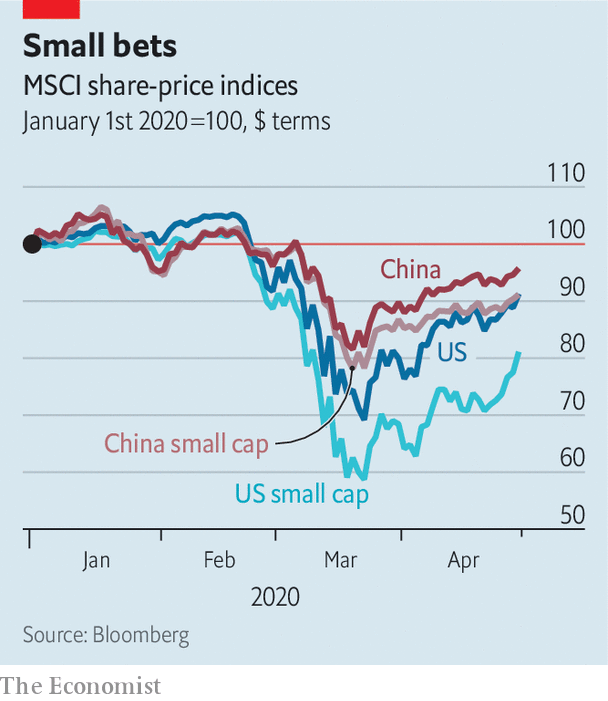 Small bets
MSCI share-price indices
January 1st 2020=100, $ terms
110
100
China
90
US
80
70
China small cap
60
US small cap
50
Jan Feb Mar Apr
2020
Source: Bloomberg
The Economist